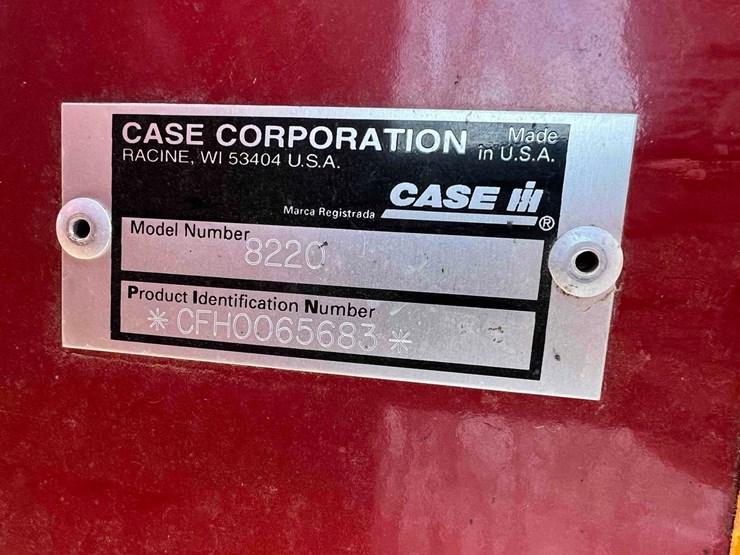 CASE CORPORATION Made in U.S.A.
RACINE, WI 53404 U.S.A.
Marca Registrada CASE IH ®
Model Number 8220
Product Identification Number
*CFH0065683*